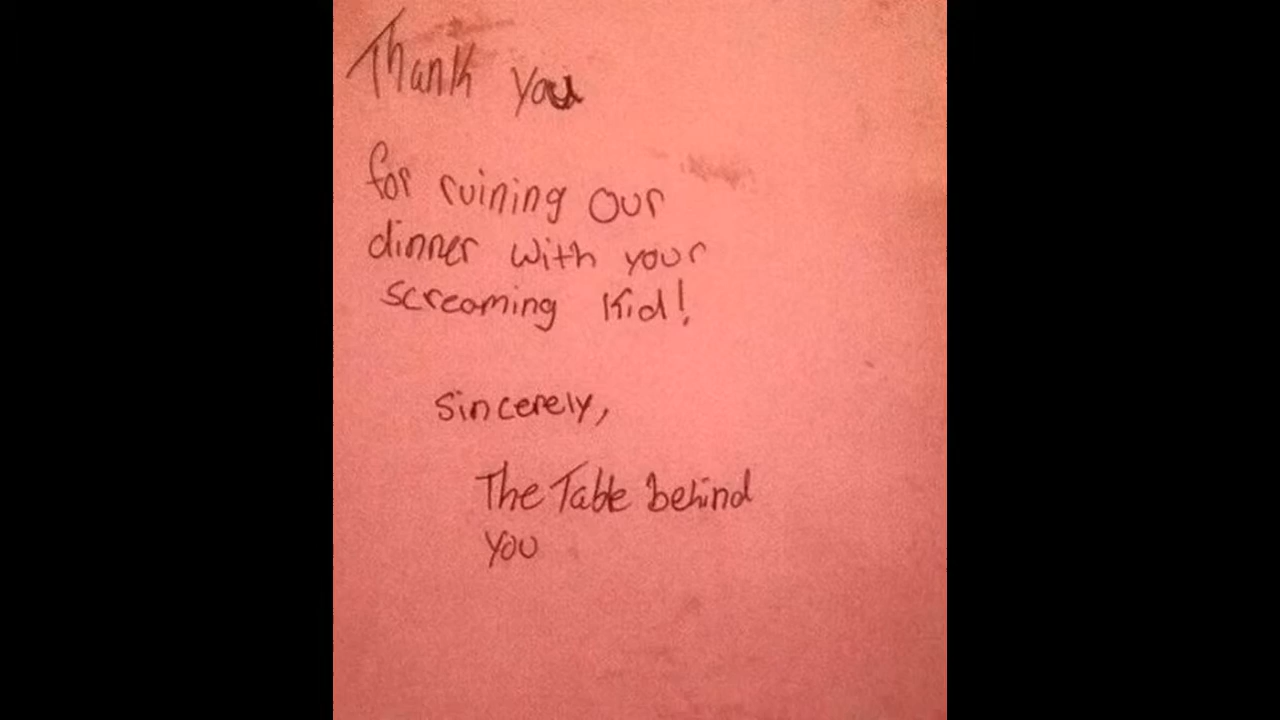 Thank you
for ruining our
dinner with your
screaming kid!
Sincerely,
The Table behind
you